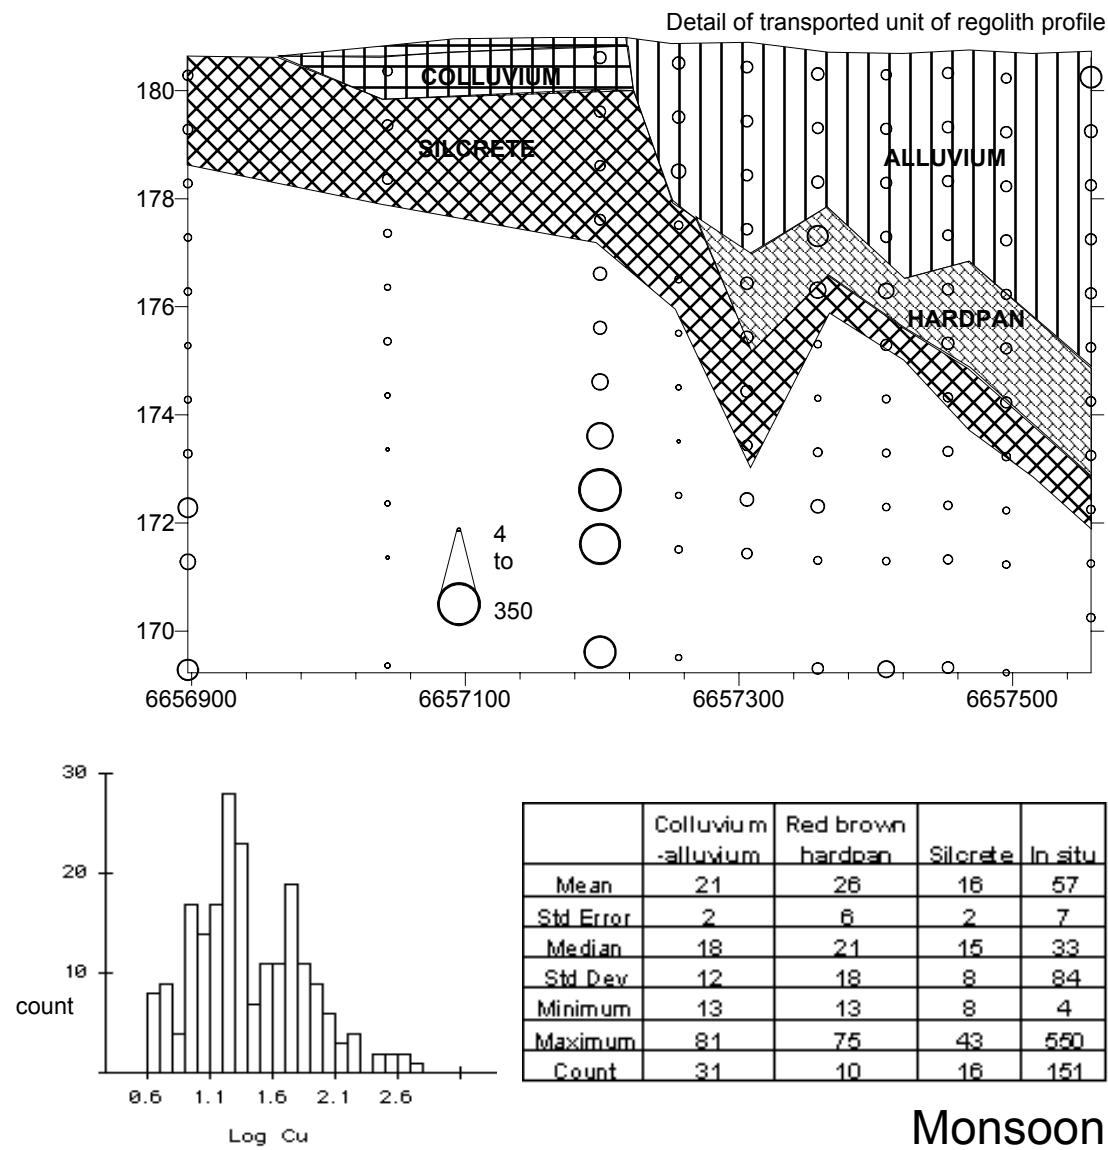 Detail of transported unit of regolith profile
180
178
176
174
172
170
COLLUVIUM
SILCRETE
ALLUVIUM
HARDPAN
4
to
350
6656900 6657100 6657300 6657500
30
20
10
count
0.6 1.1 1.6 2.1 2.6
Log Cu
Colluvium -alluvium Red brown hardpan Silcrete In situ
Mean 21 26 16 57
Std Error 2 6 2 7
Median 18 21 15 33
Std Dev 12 18 8 84
Minimum 13 13 8 4
Maximum 81 75 43 550
Count 31 10 16 151
Monsoon